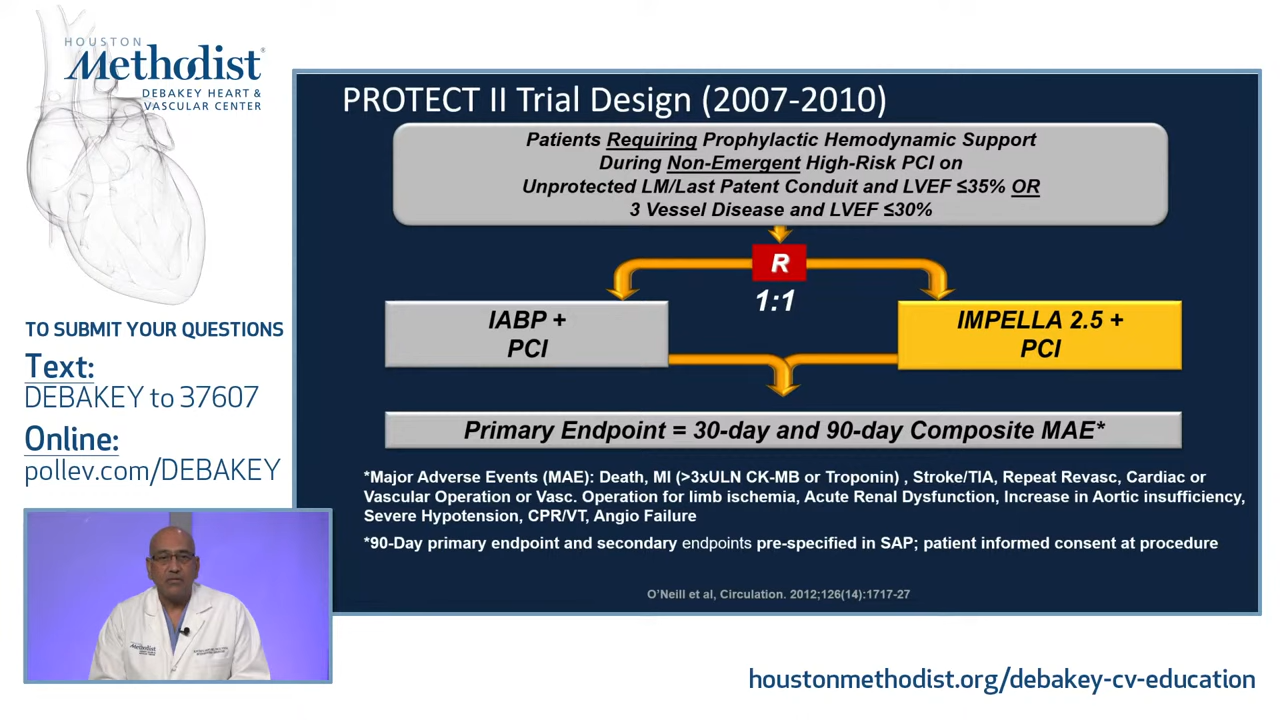 HOUSTON
Methodist®
DEBAKEY HEART &
VASCULAR CENTER
TO SUBMIT YOUR QUESTIONS
Text:
DEBAKEY to 37607
Online:
pollev.com/DEBAKEY
PROTECT II Trial Design (2007-2010)
Patients Requiring Prophylactic Hemodynamic Support
During Non-Emergent High-Risk PCI on
Unprotected LM/Last Patent Conduit and LVEF ≤35% OR
3 Vessel Disease and LVEF ≤30%
R
1:1
IABP +
PCI
IMPELLA 2.5 +
PCI
Primary Endpoint = 30-day and 90-day Composite MAE*
*Major Adverse Events (MAE): Death, MI (>3xULN CK-MB or Troponin) , Stroke/TIA, Repeat Revasc, Cardiac or
Vascular Operation or Vasc. Operation for limb ischemia, Acute Renal Dysfunction, Increase in Aortic insufficiency,
Severe Hypotension, CPR/VT, Angio Failure
*90-Day primary endpoint and secondary endpoints pre-specified in SAP; patient informed consent at procedure
O'Neill et al, Circulation. 2012;126(14):1717-27
Methodist
houstonmethodist.org/debakey-cv-education